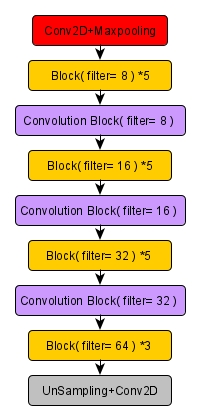 Conv2D+Maxpooling
Block( filter= 8 ) *5
Convolution Block( filter= 8 )
Block( filter= 16 ) *5
Convolution Block( filter= 16 )
Block( filter= 32 ) *5
Convolution Block( filter= 32 )
Block( filter= 64 ) *3
UnSampling+Conv2D